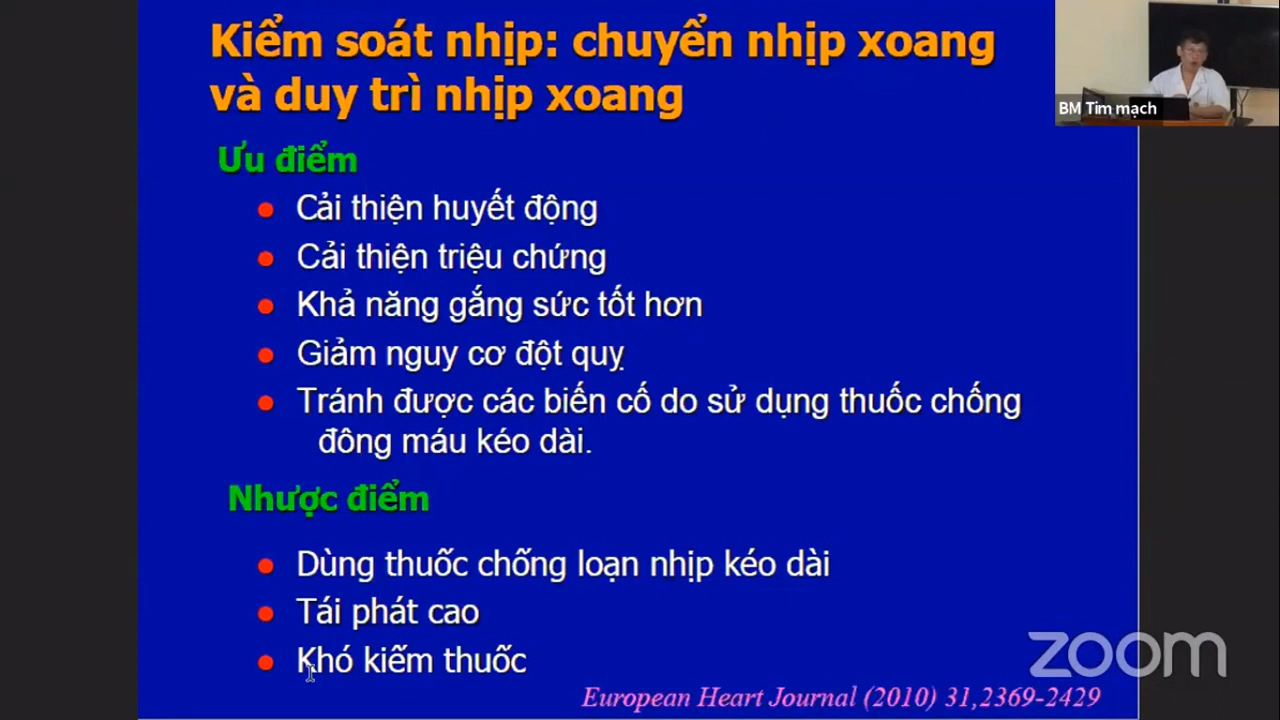 Kiểm soát nhịp: chuyển nhịp xoang
và duy trì nhịp xoang
BM Tim mạch
Ưu điểm
Cải thiện huyết động
Cải thiện triệu chứng
Khả năng gắng sức tốt hơn
Giảm nguy cơ đột quỵ
Tránh được các biến cố do sử dụng thuốc chống
đông máu kéo dài.
Nhược điểm
Dùng thuốc chống loạn nhịp kéo dài
Tái phát cao
Khó kiếm thuốc
zoom
European Heart Journal (2010) 31,2369-2429